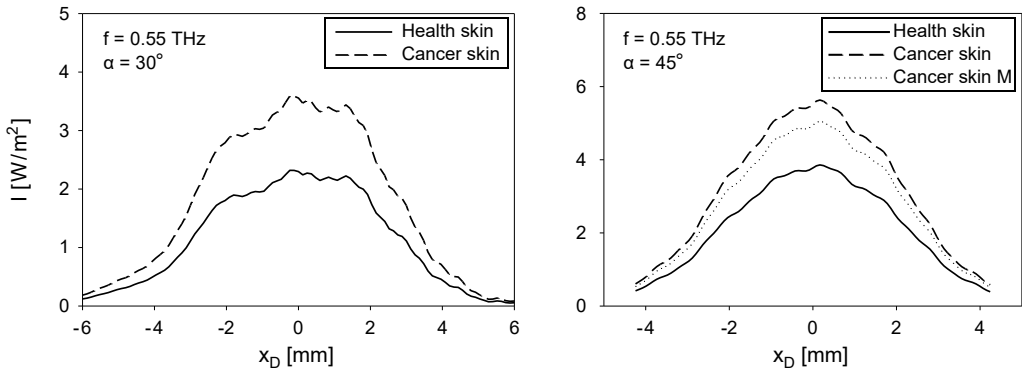 5
4
3
2
1
0
I [W/m²]
f = 0.55 THz
α = 30°
Health skin
Cancer skin
-6
-4
-2
0
2
4
6
x_D [mm]
8
6
4
2
0
f = 0.55 THz
α = 45°
Health skin
Cancer skin
Cancer skin M
-4
-2
0
2
4
x_D [mm]